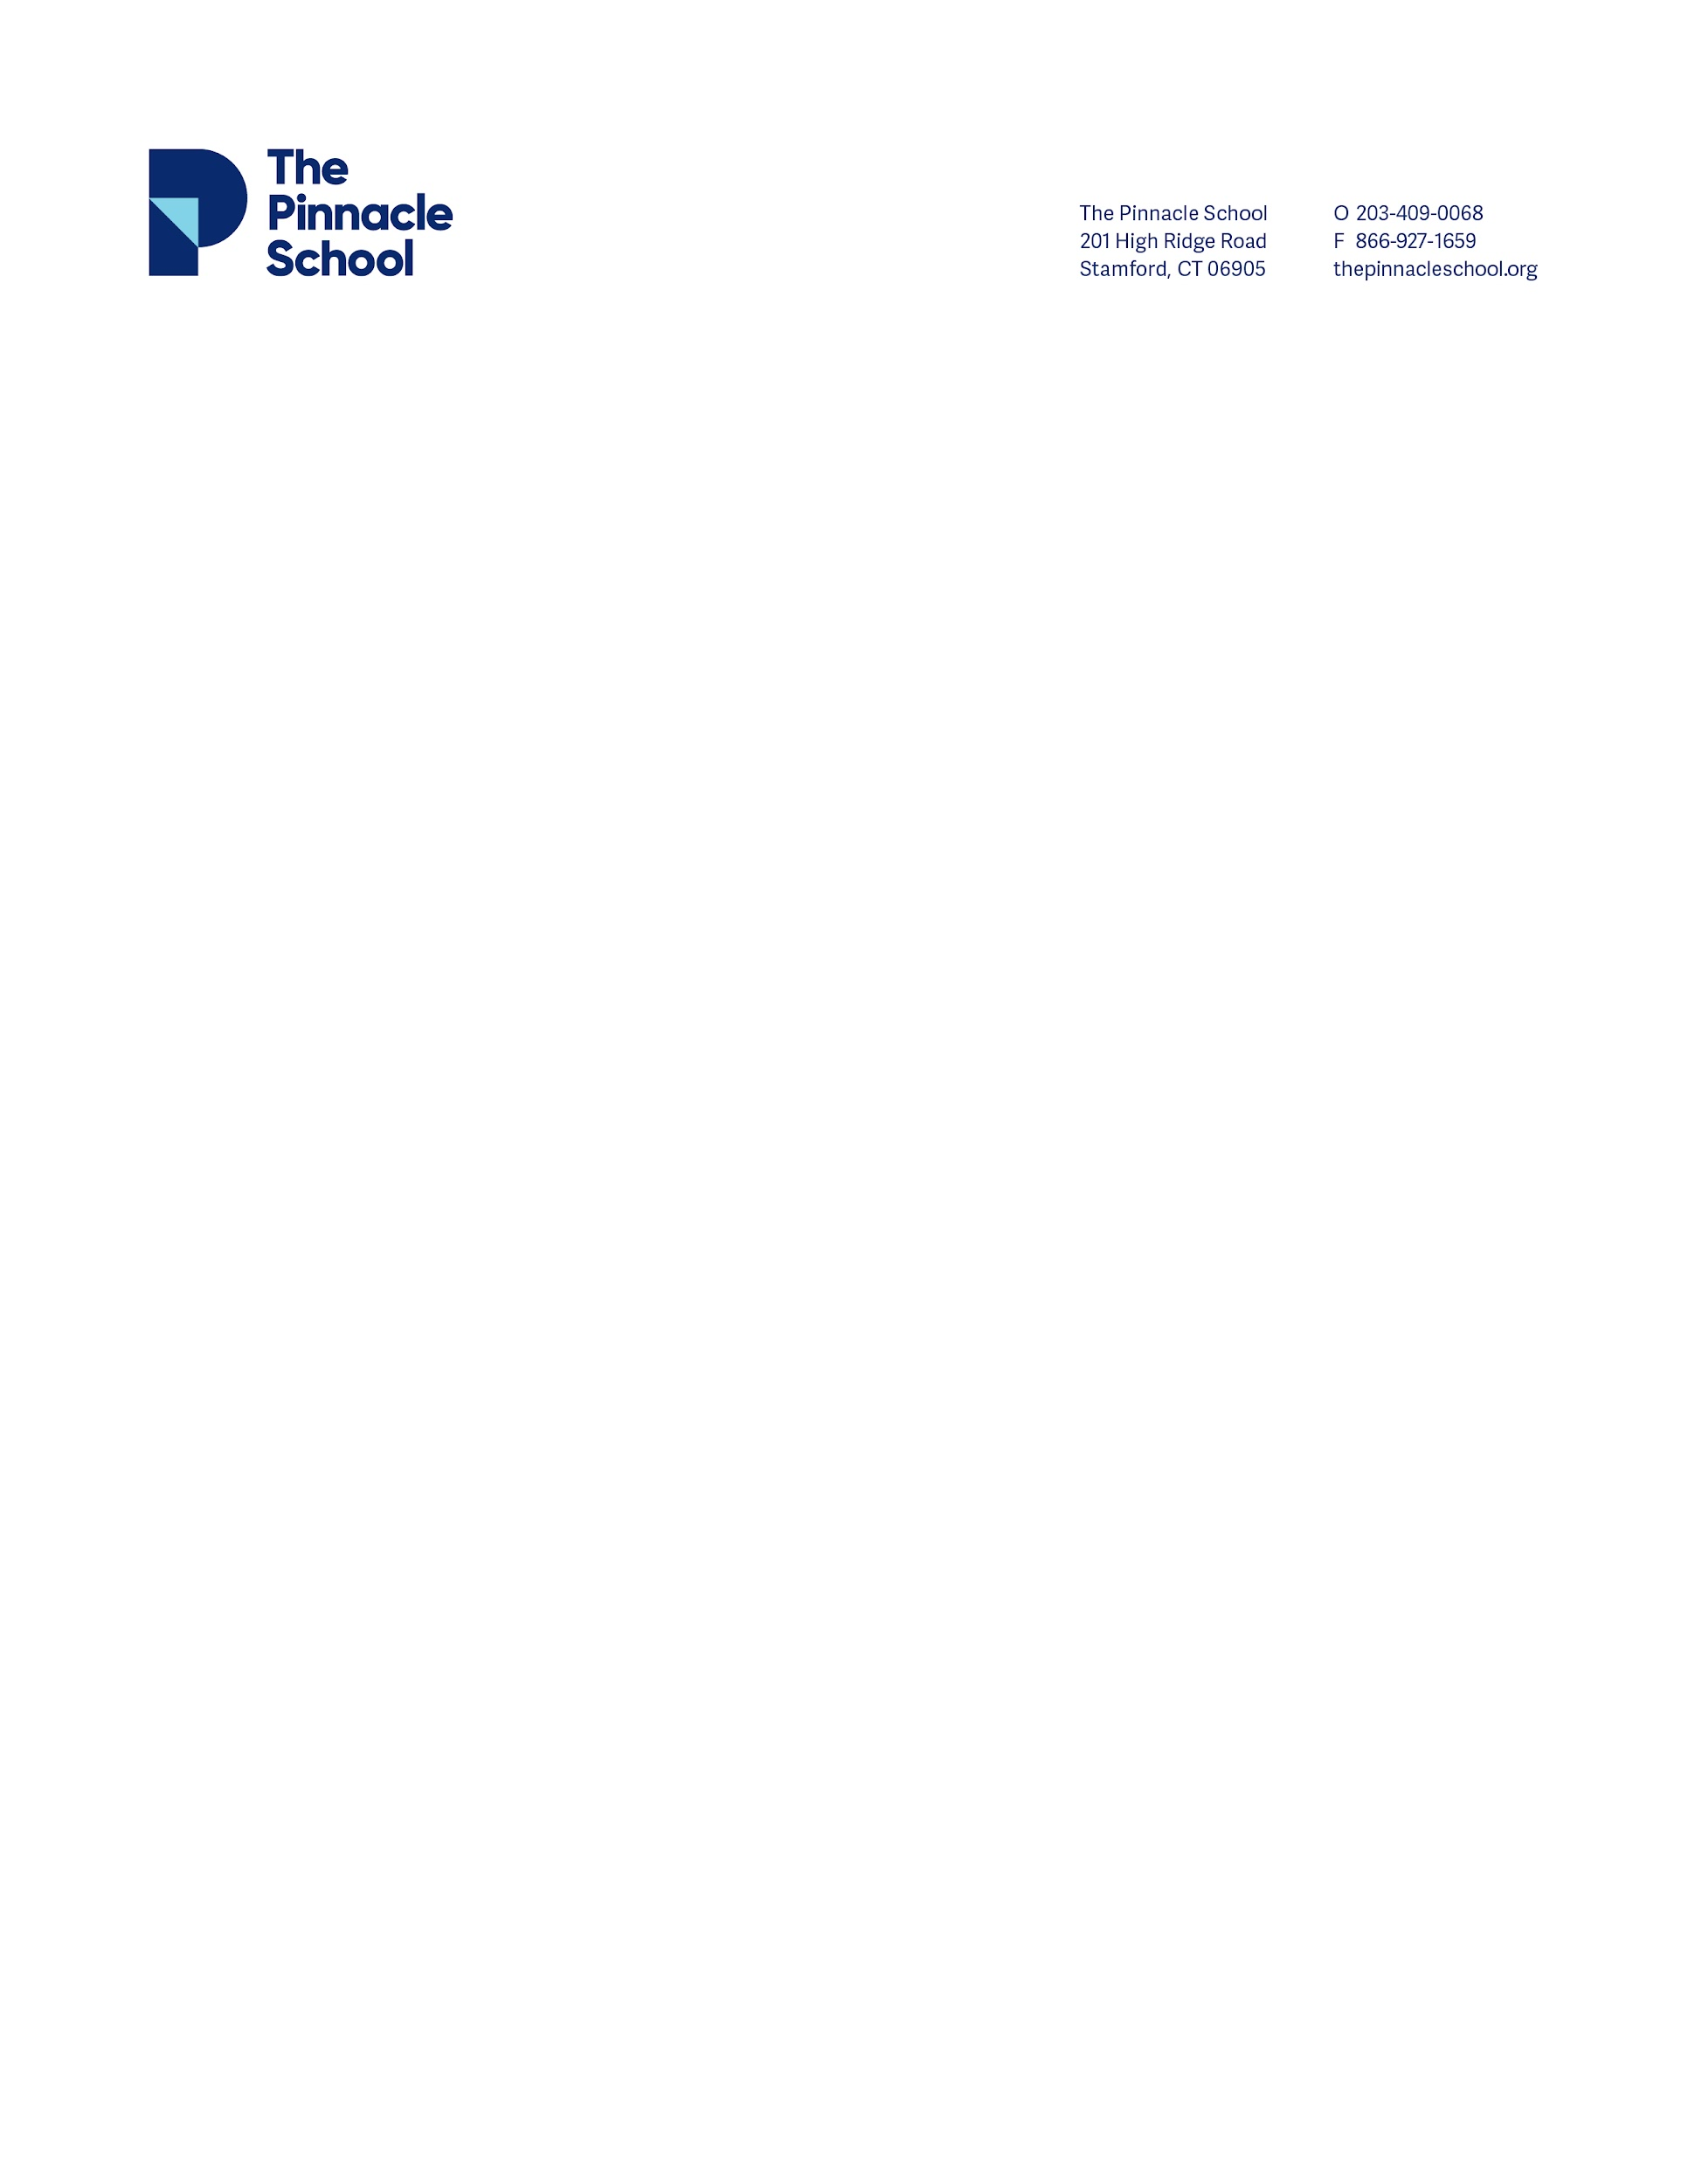 The
Pinnacle
School
The Pinnacle School
201 High Ridge Road
Stamford, CT 06905
O 203-409-0068
F 866-927-1659
thepinnacleschool.org